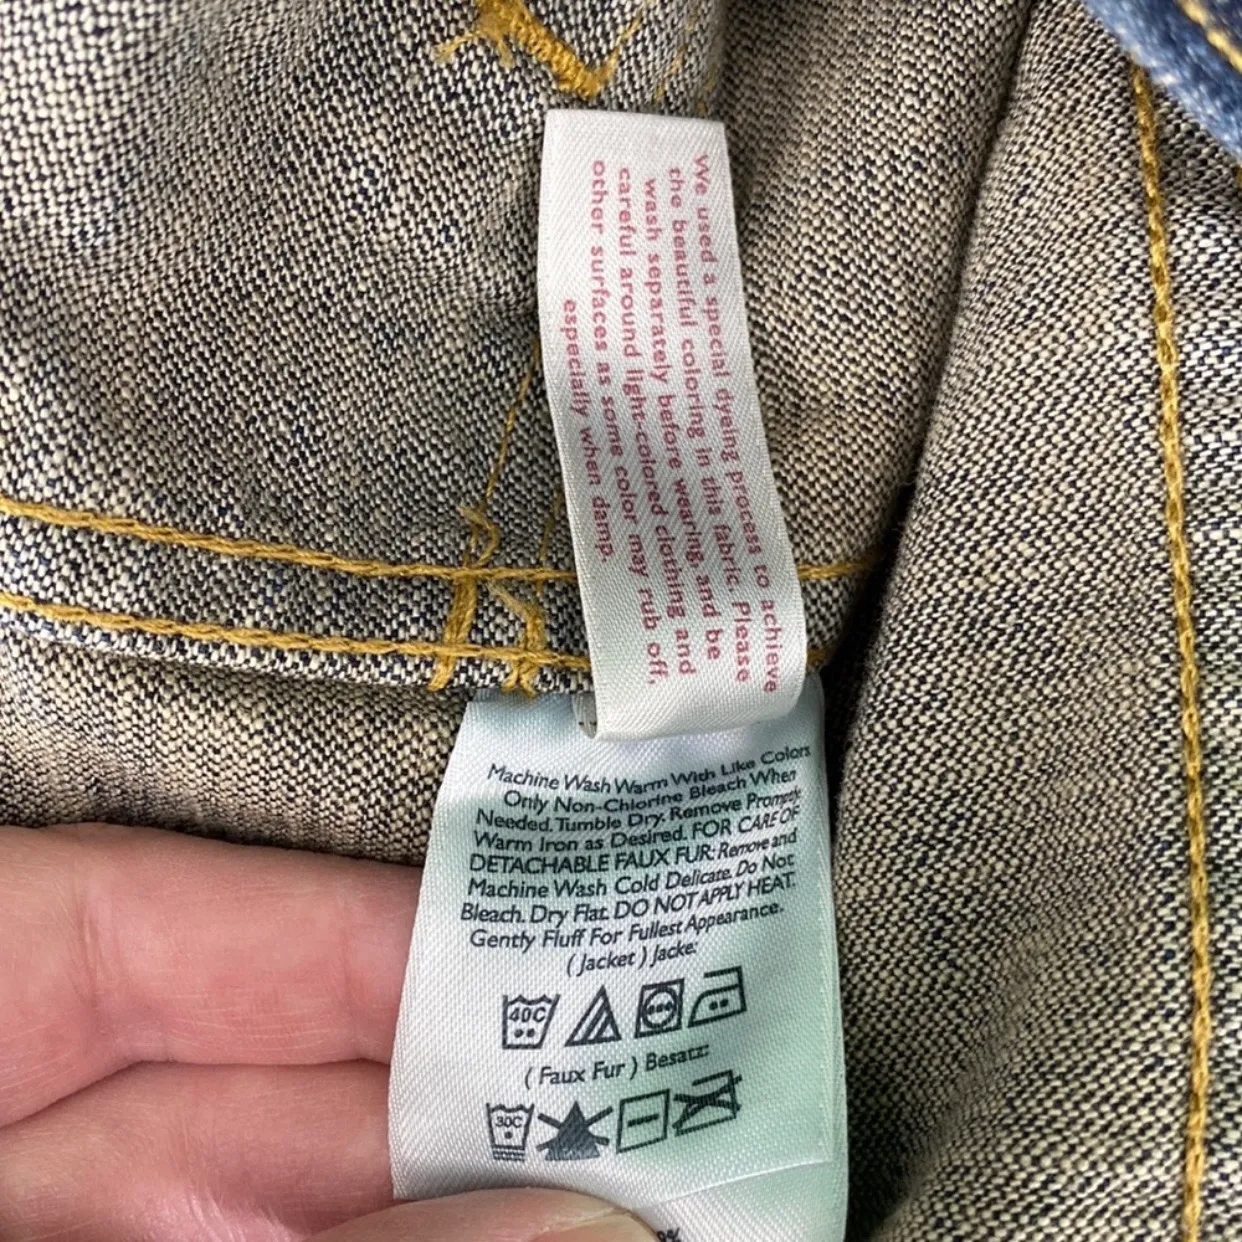 We used a special dyeing process to achieve
the beautiful coloring in this fabric. Please
wash separately before wearing, and be
careful around light-colored clothing and
other surfaces as some color may rub off,
especially when damp.
Machine Wash Warm With Like Colors
Only Non-Chlorine Bleach When
Needed. Tumble Dry. Remove Promptly
Warm Iron as Desired. FOR CARE OF
DETACHABLE FAUX FUR: Remove and
Machine Wash Cold Delicate. Do Not
Bleach. Dry Flat. DO NOT APPLY HEAT.
Gently Fluff For Fullest Appearance.
( Jacket ) Jacke:
40C
( Faux Fur ) Besatz:
30C